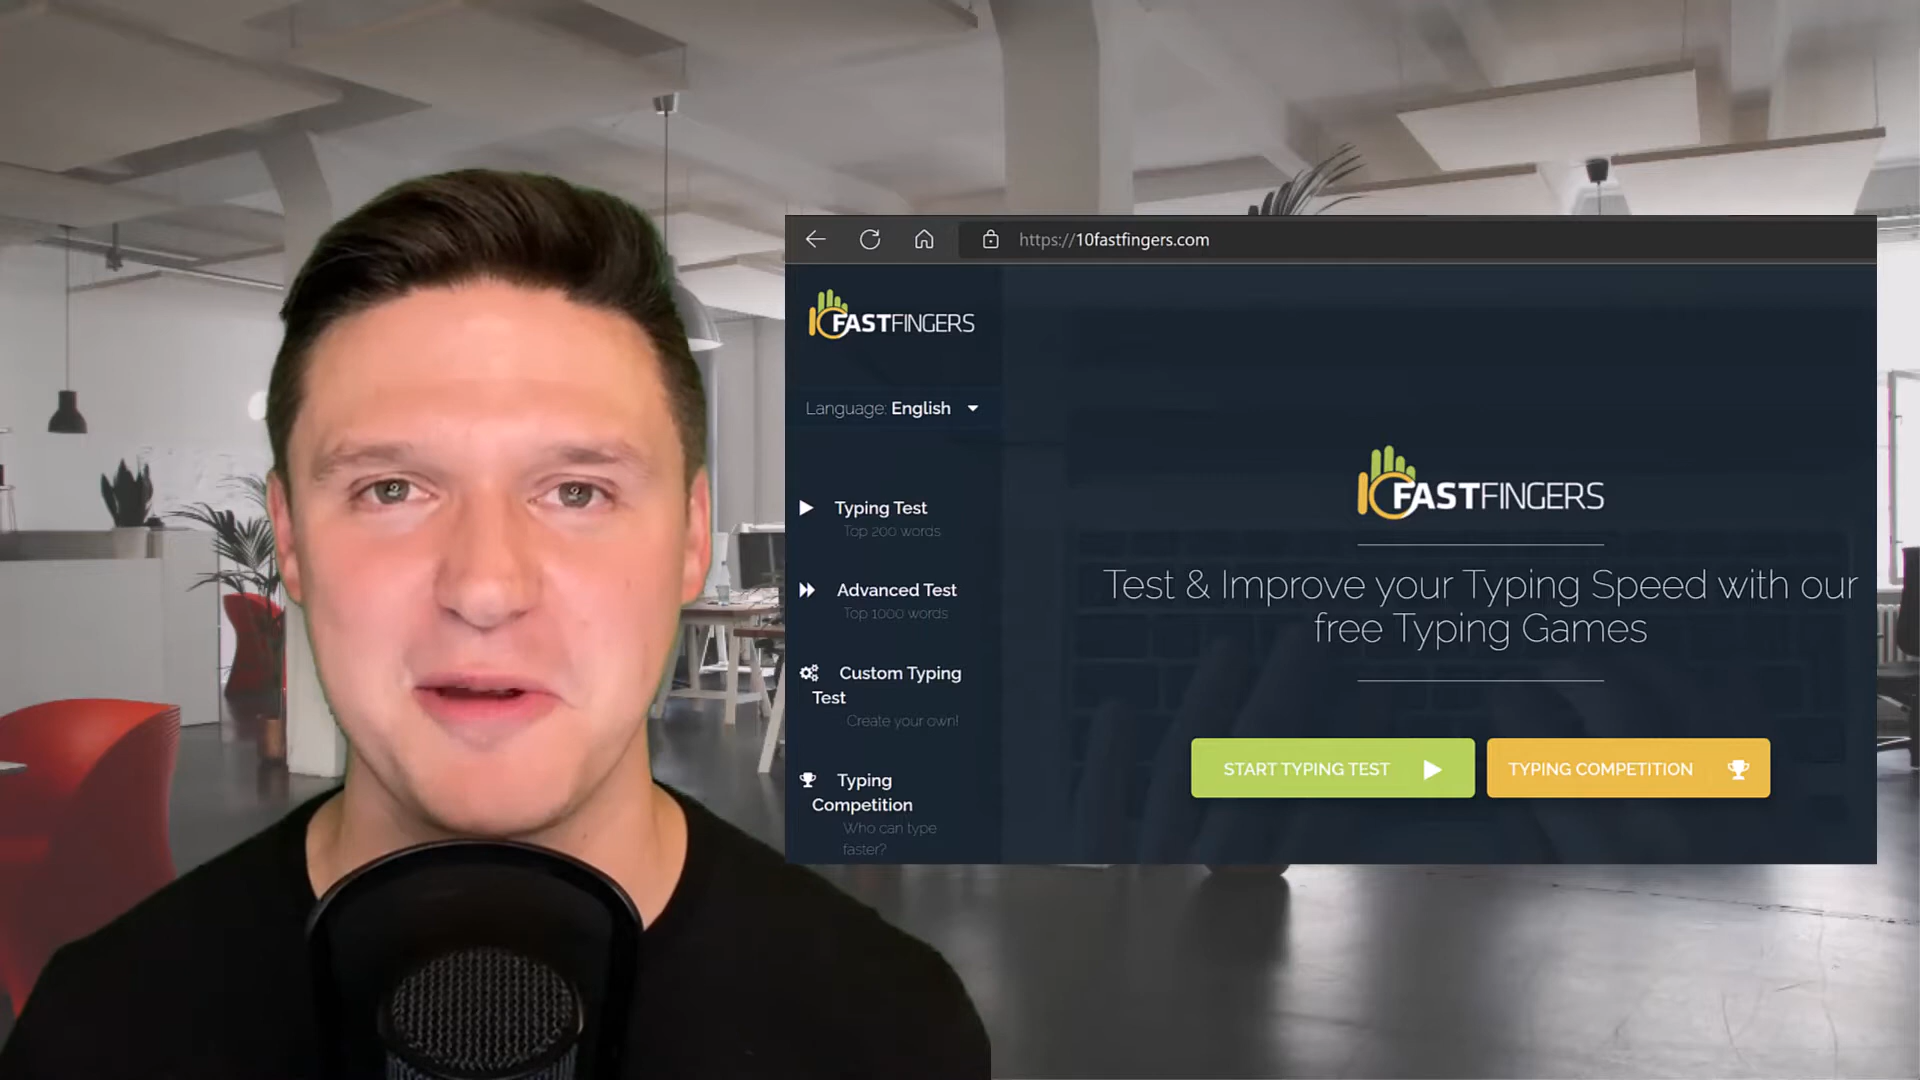 https://10fastfingers.com
10FASTFINGERS
Language: English
Typing Test
Top 200 words
Advanced Test
Top 1000 words
Custom Typing
Test
Create your own!
Typing
Competition
Who can type
faster?
10FASTFINGERS
Test & Improve your Typing Speed with our
free Typing Games
START TYPING TEST
TYPING COMPETITION